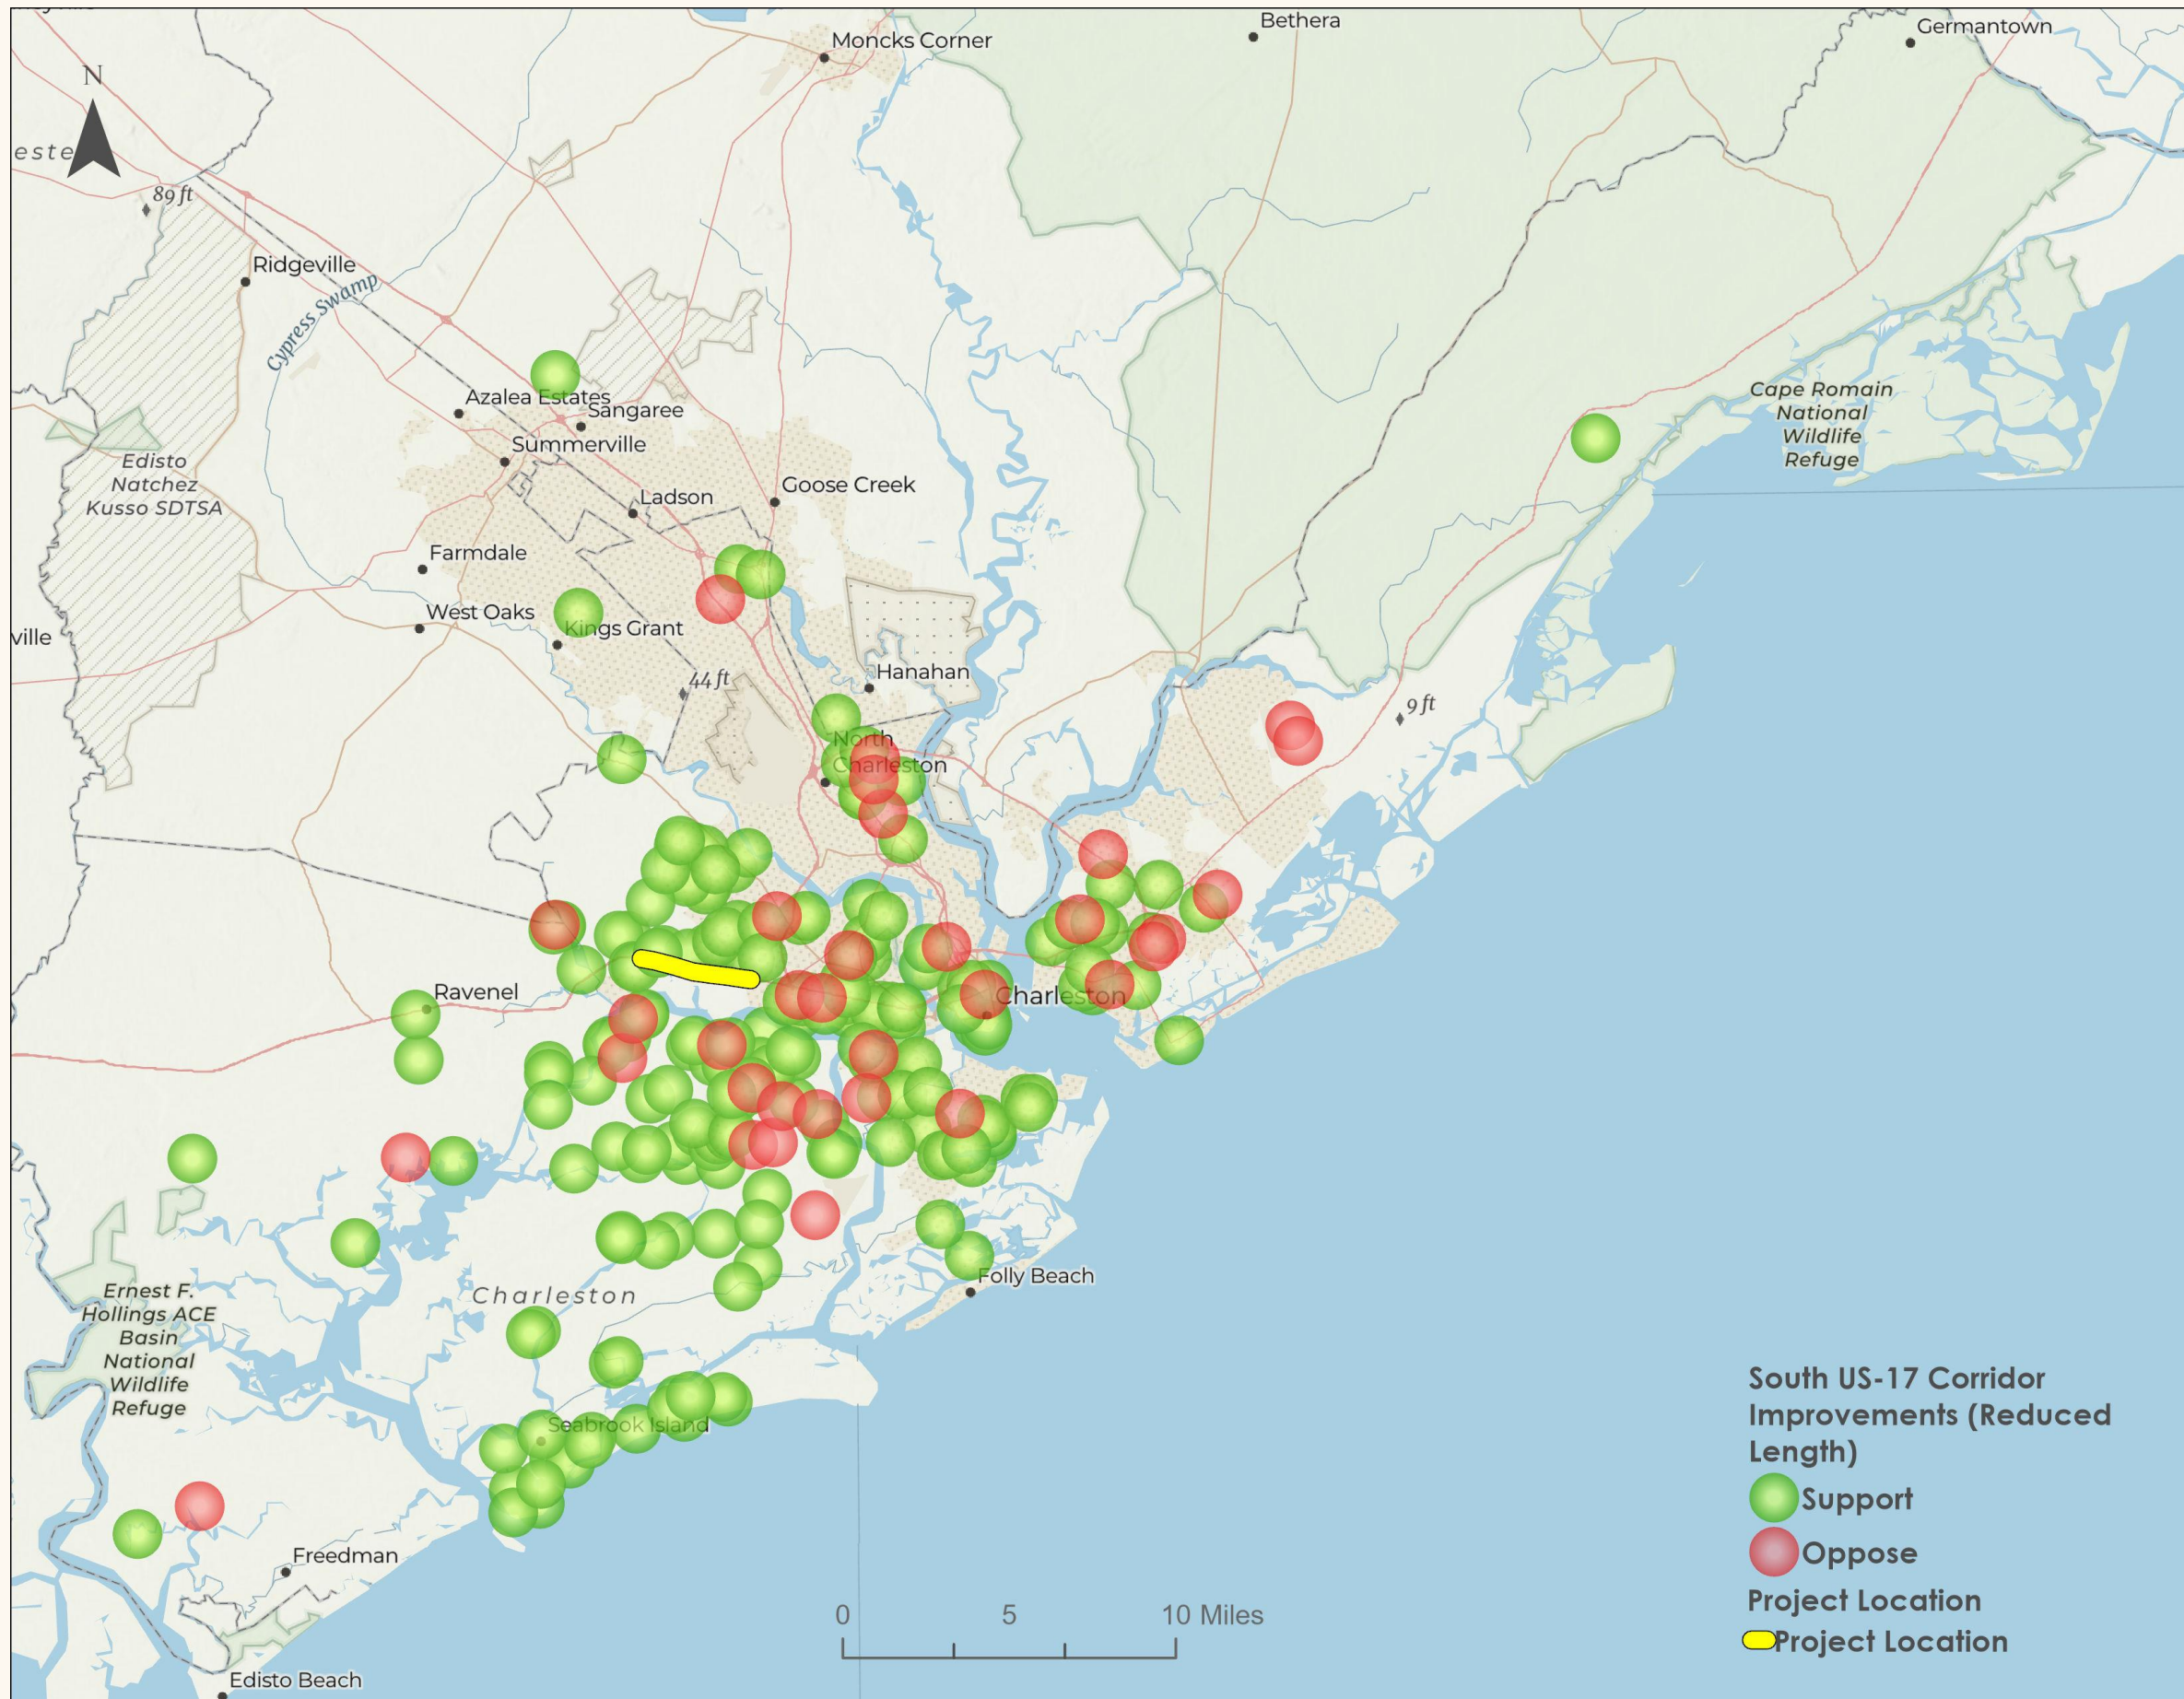 Bethera
Germantown
Moncks Corner
N
este
89 ft
Ridgeville
Cypress Swamp
Azalea Estates
Sangaree
Summerville
Cape Romain
National
Wildlife
Refuge
Edisto
Natchez
Kusso SDTSA
Goose Creek
Ladson
Farmdale
West Oaks
Kings Grant
ville
Hanahan
44 ft
9 ft
North
Charleston
Ravenel
Charleston
Folly Beach
Charleston
Ernest F.
Hollings ACE
Basin
National
Wildlife
Refuge
Seabrook Island
Freedman
Edisto Beach
South US-17 Corridor
Improvements (Reduced
Length)
Support
Oppose
Project Location
Project Location
0 5 10 Miles